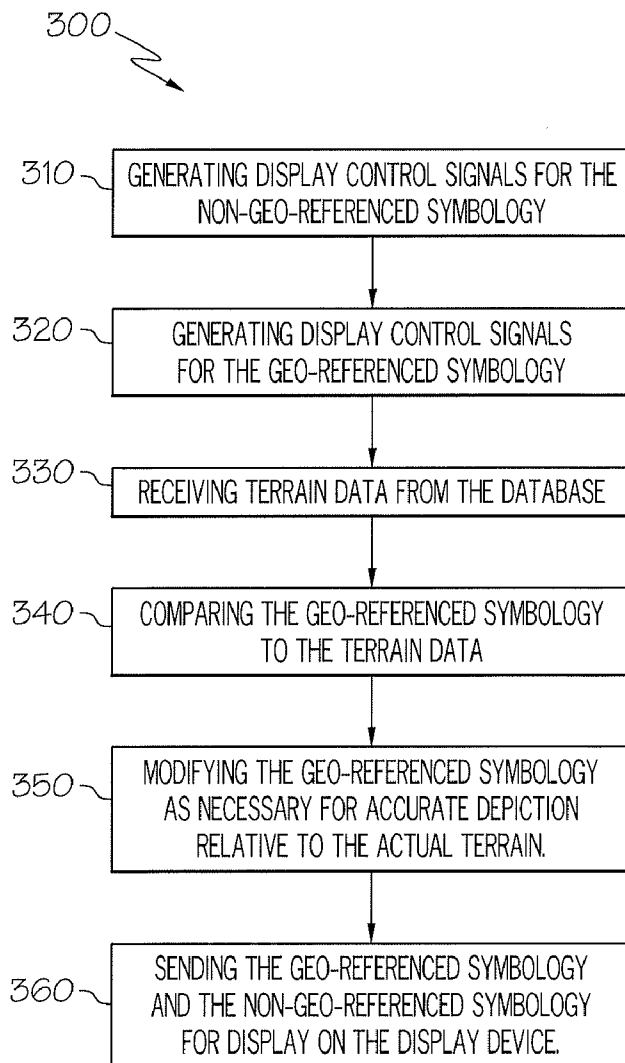 300
310
GENERATING DISPLAY CONTROL SIGNALS FOR THE
NON-GEO-REFERENCED SYMBOLOGY
320
GENERATING DISPLAY CONTROL SIGNALS
FOR THE GEO-REFERENCED SYMBOLOGY
330
RECEIVING TERRAIN DATA FROM THE DATABASE
340
COMPARING THE GEO-REFERENCED SYMBOLOGY
TO THE TERRAIN DATA
350
MODIFYING THE GEO-REFERENCED SYMBOLOGY
AS NECESSARY FOR ACCURATE DEPICTION
RELATIVE TO THE ACTUAL TERRAIN.
360
SENDING THE GEO-REFERENCED SYMBOLOGY
AND THE NON-GEO-REFERENCED SYMBOLOGY
FOR DISPLAY ON THE DISPLAY DEVICE.